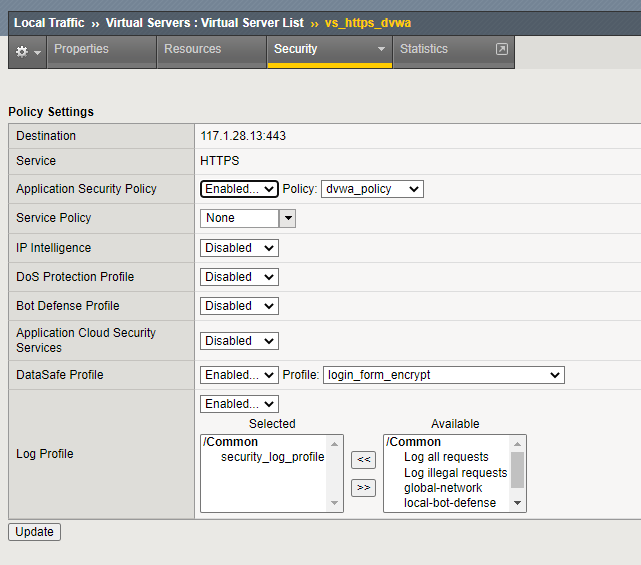 Local Traffic ›› Virtual Servers : Virtual Server List ›› vs_https_dvwa
Properties Resources Security Statistics
Policy Settings
Destination 117.1.28.13:443
Service HTTPS
Application Security Policy Enabled... Policy: dvwa_policy
Service Policy None
IP Intelligence Disabled
DoS Protection Profile Disabled
Bot Defense Profile Disabled
Application Cloud Security
Services Disabled
DataSafe Profile Enabled... Profile: login_form_encrypt
Enabled...
Selected Available
Log Profile
/Common
security_log_profile
<<
>>
/Common
Log all requests
Log illegal requests
global-network
local-bot-defense
Update